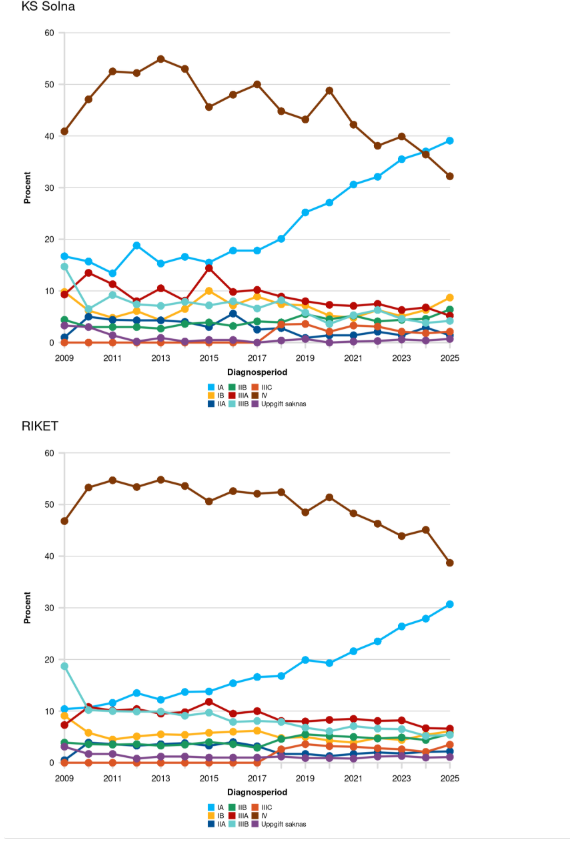 KS Solna
60
50
40
30
20
10
0
Procent
2009 2011 2013 2015 2017 2019 2021 2023 2025
Diagnosperiod
IA IIB IIIC
IB IIIA IV
IIA IIIB Uppgift saknas
RIKET
60
50
40
30
20
10
0
Procent
2009 2011 2013 2015 2017 2019 2021 2023 2025
Diagnosperiod
IA IIB IIIC
IB IIIA IV
IIA IIIB Uppgift saknas